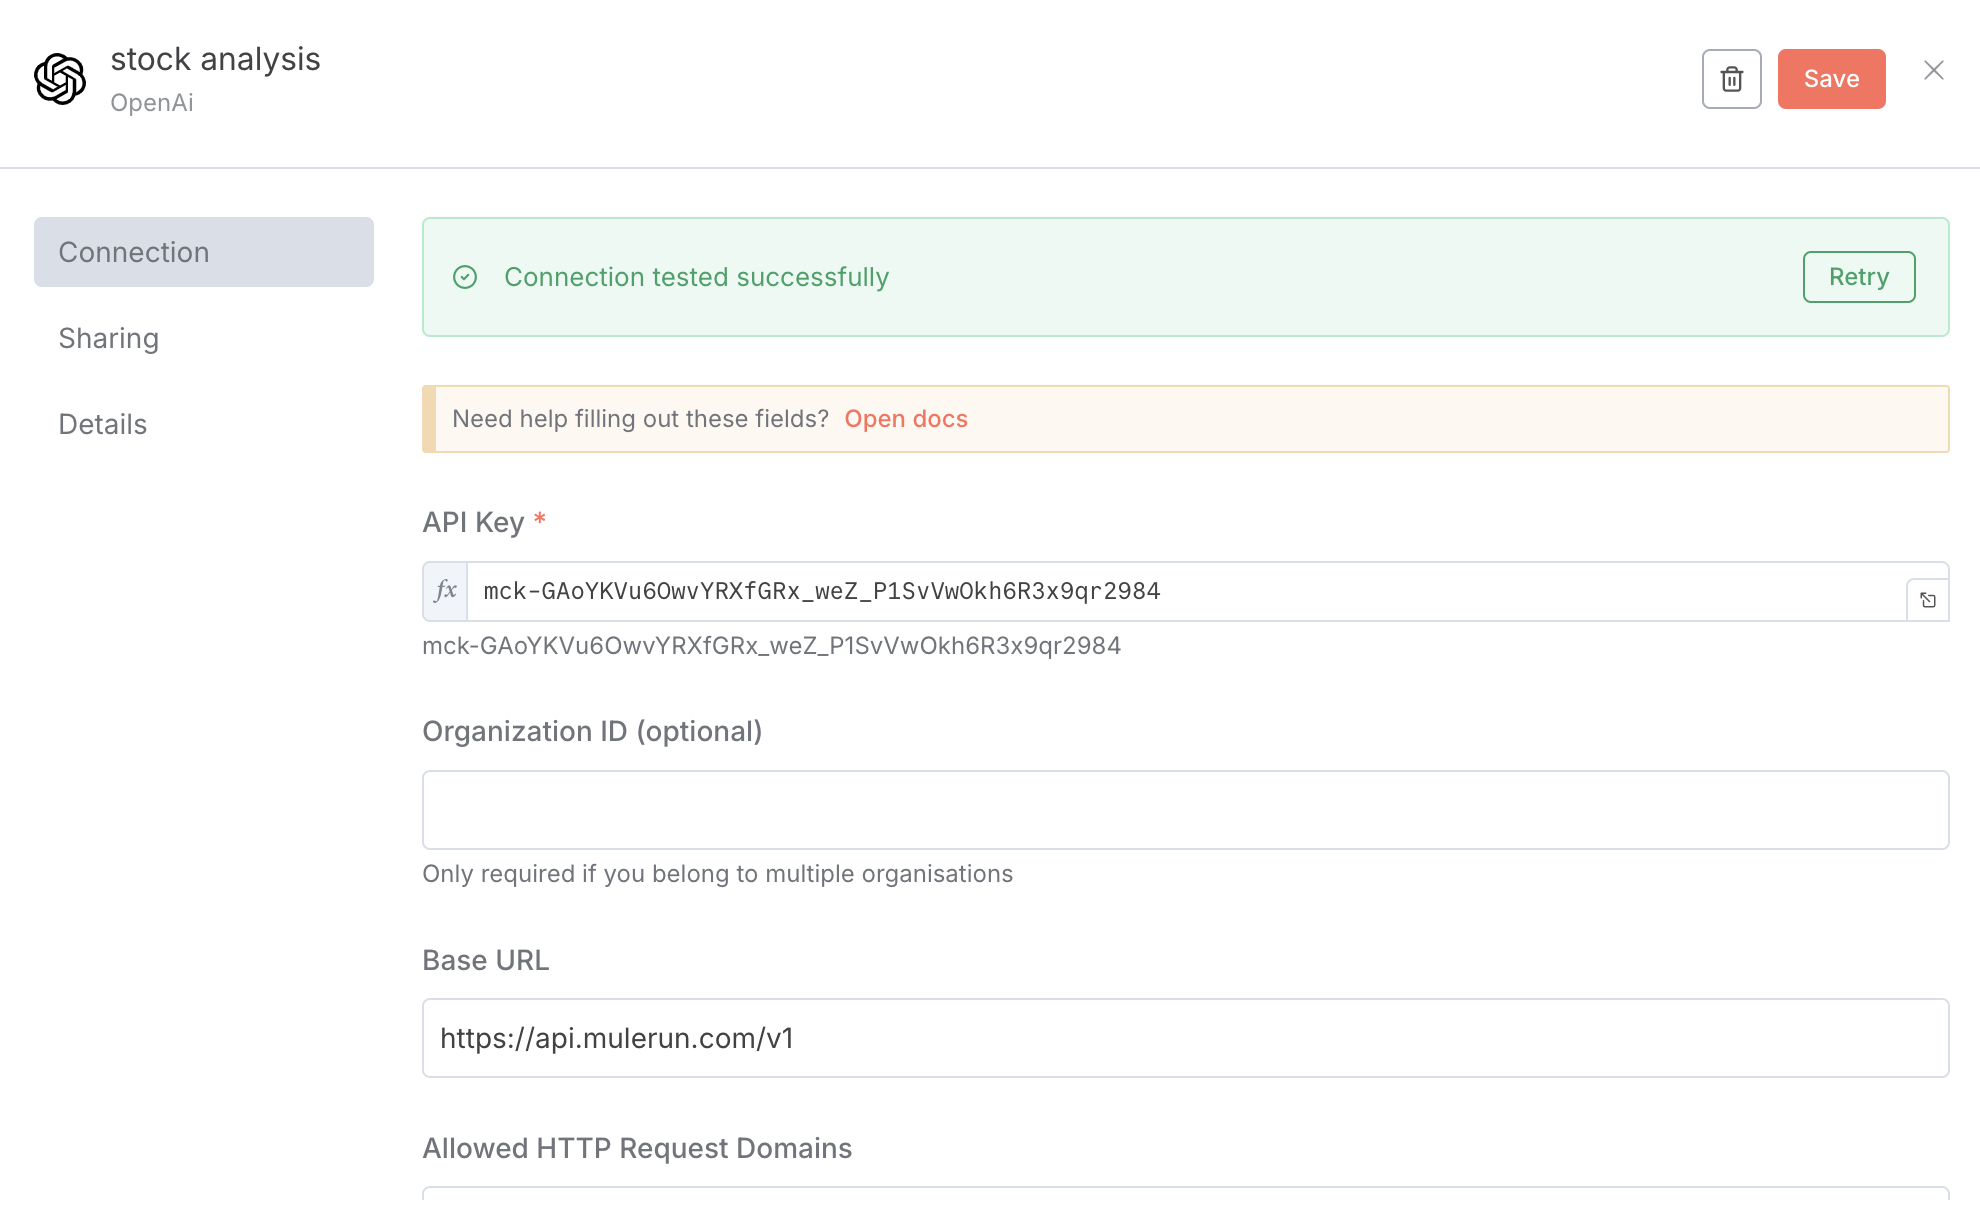 stock analysis
OpenAi
Save
Connection
Sharing
Details
Connection tested successfully
Retry
Need help filling out these fields? Open docs
API Key *
fx
mck-GAoYKVu6OwvYRXfGRx_weZ_P1SvVwOkh6R3x9qr2984
mck-GAoYKVu6OwvYRXfGRx_weZ_P1SvVwOkh6R3x9qr2984
Organization ID (optional)
Only required if you belong to multiple organisations
Base URL
https://api.mulerun.com/v1
Allowed HTTP Request Domains